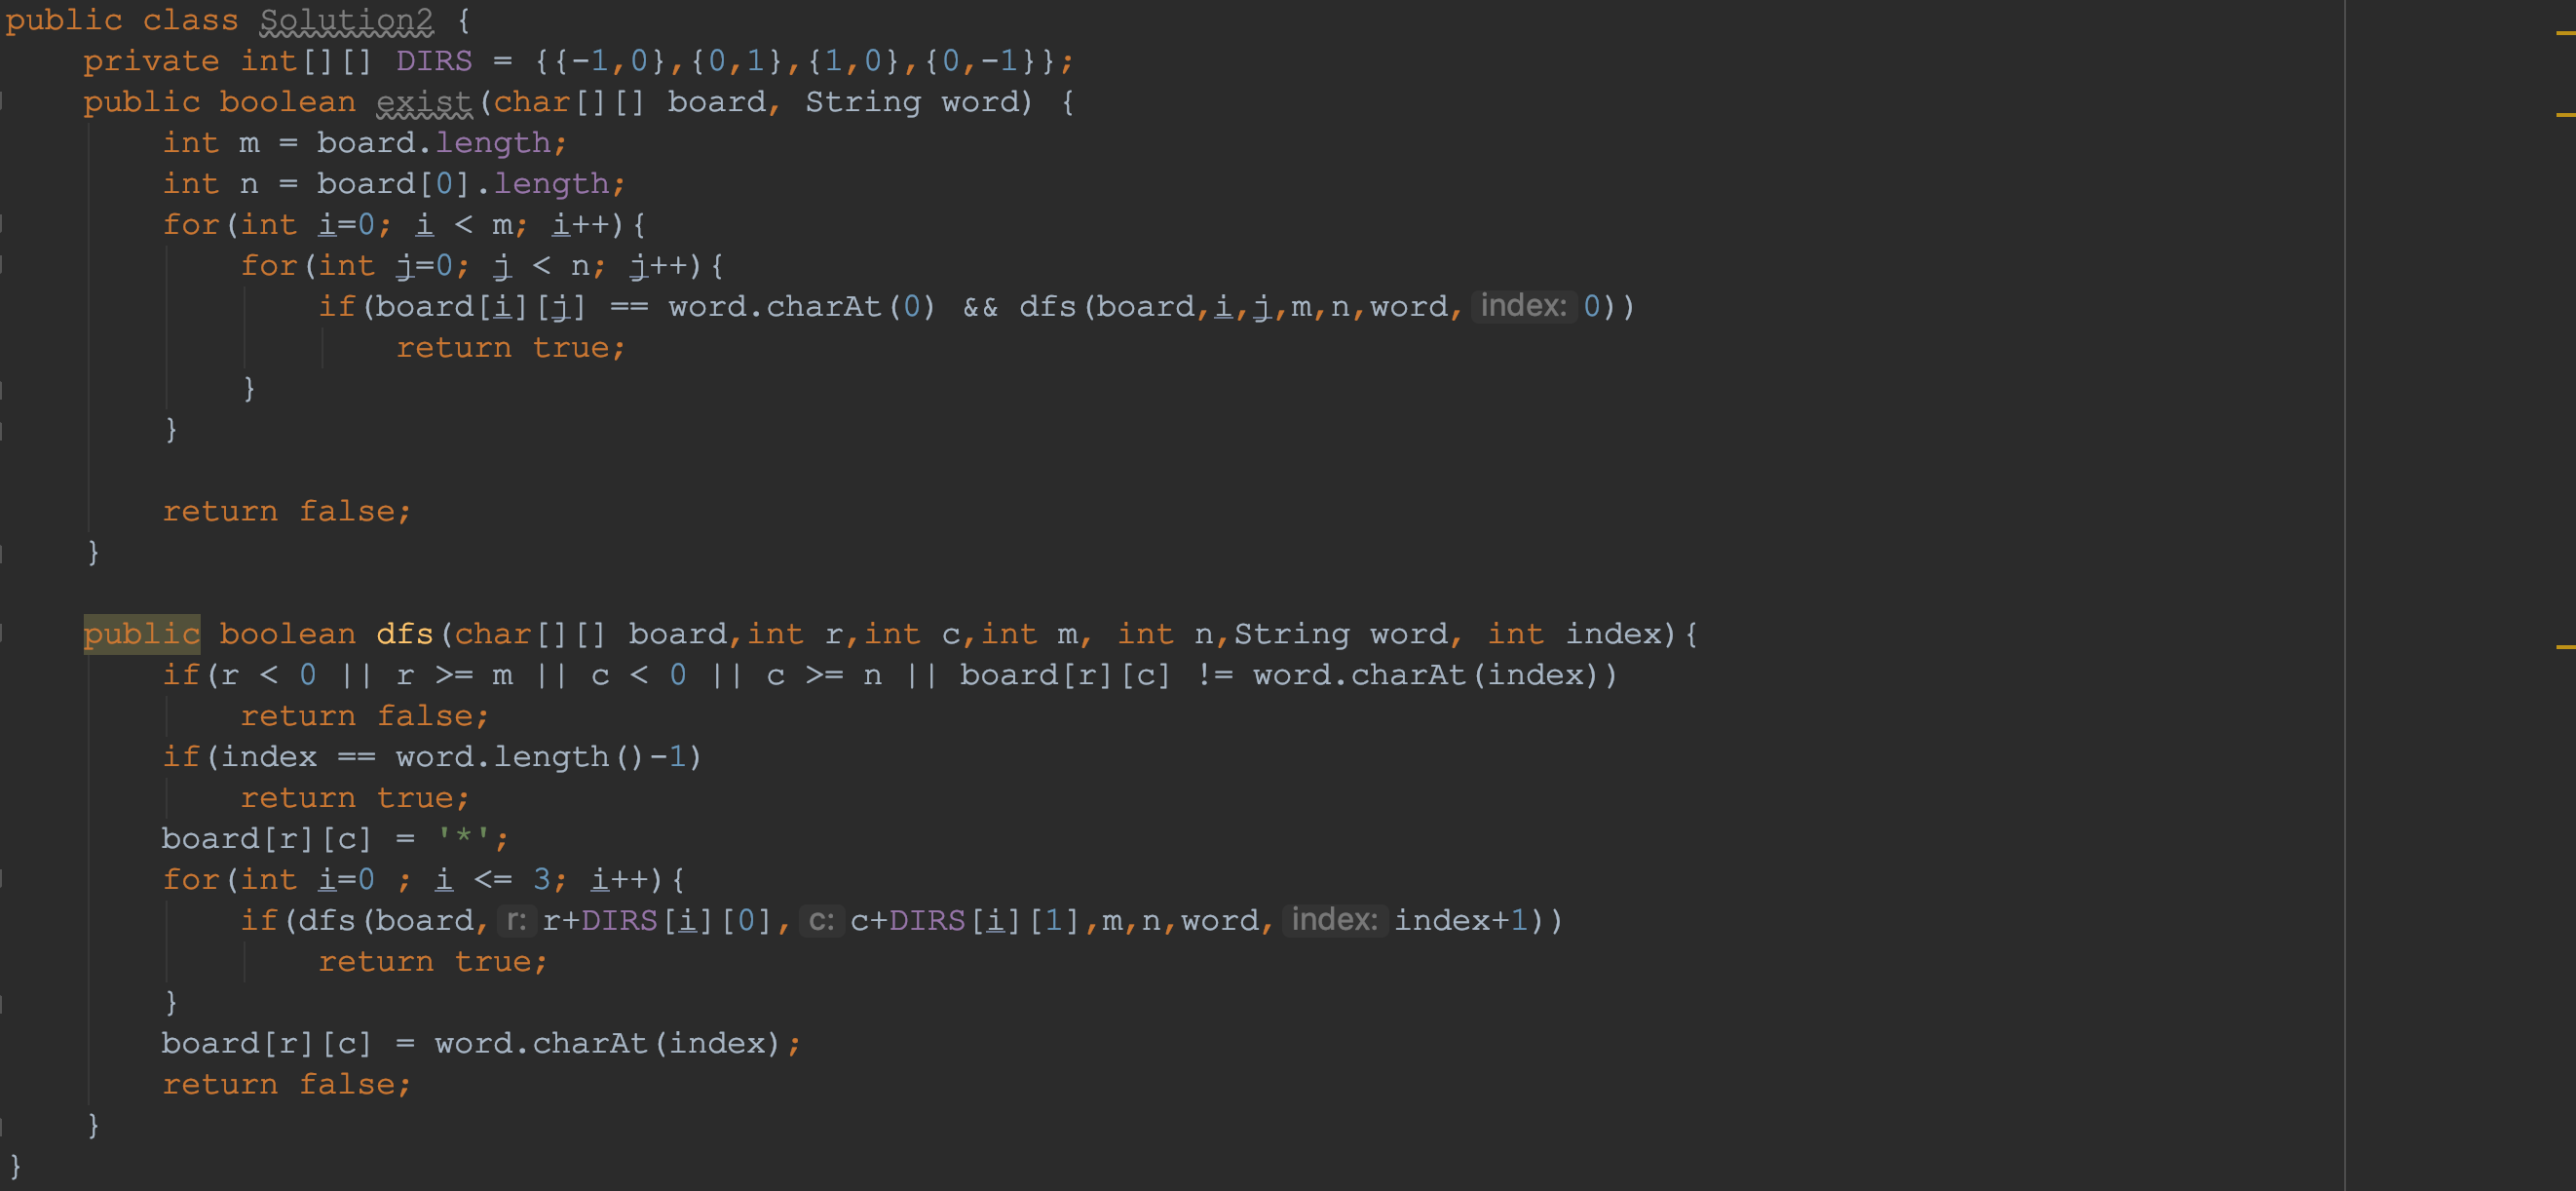 public class Solution2 {
    private int[][] DIRS = {{-1,0},{0,1},{1,0},{0,-1}};
    public boolean exist(char[][] board, String word) {
        int m = board.length;
        int n = board[0].length;
        for(int i=0; i < m; i++){
            for(int j=0; j < n; j++){
                if(board[i][j] == word.charAt(0) && dfs(board,i,j,m,n,word, index: 0))
                    return true;
            }
        }
        return false;
    }
    public boolean dfs(char[][] board,int r,int c,int m, int n,String word, int index){
        if(r < 0 || r >= m || c < 0 || c >= n || board[r][c] != word.charAt(index))
            return false;
        if(index == word.length()-1)
            return true;
        board[r][c] = '*';
        for(int i=0 ; i <= 3; i++){
            if(dfs(board, r: r+DIRS[i][0], c: c+DIRS[i][1],m,n,word, index: index+1))
                return true;
        }
        board[r][c] = word.charAt(index);
        return false;
    }
}